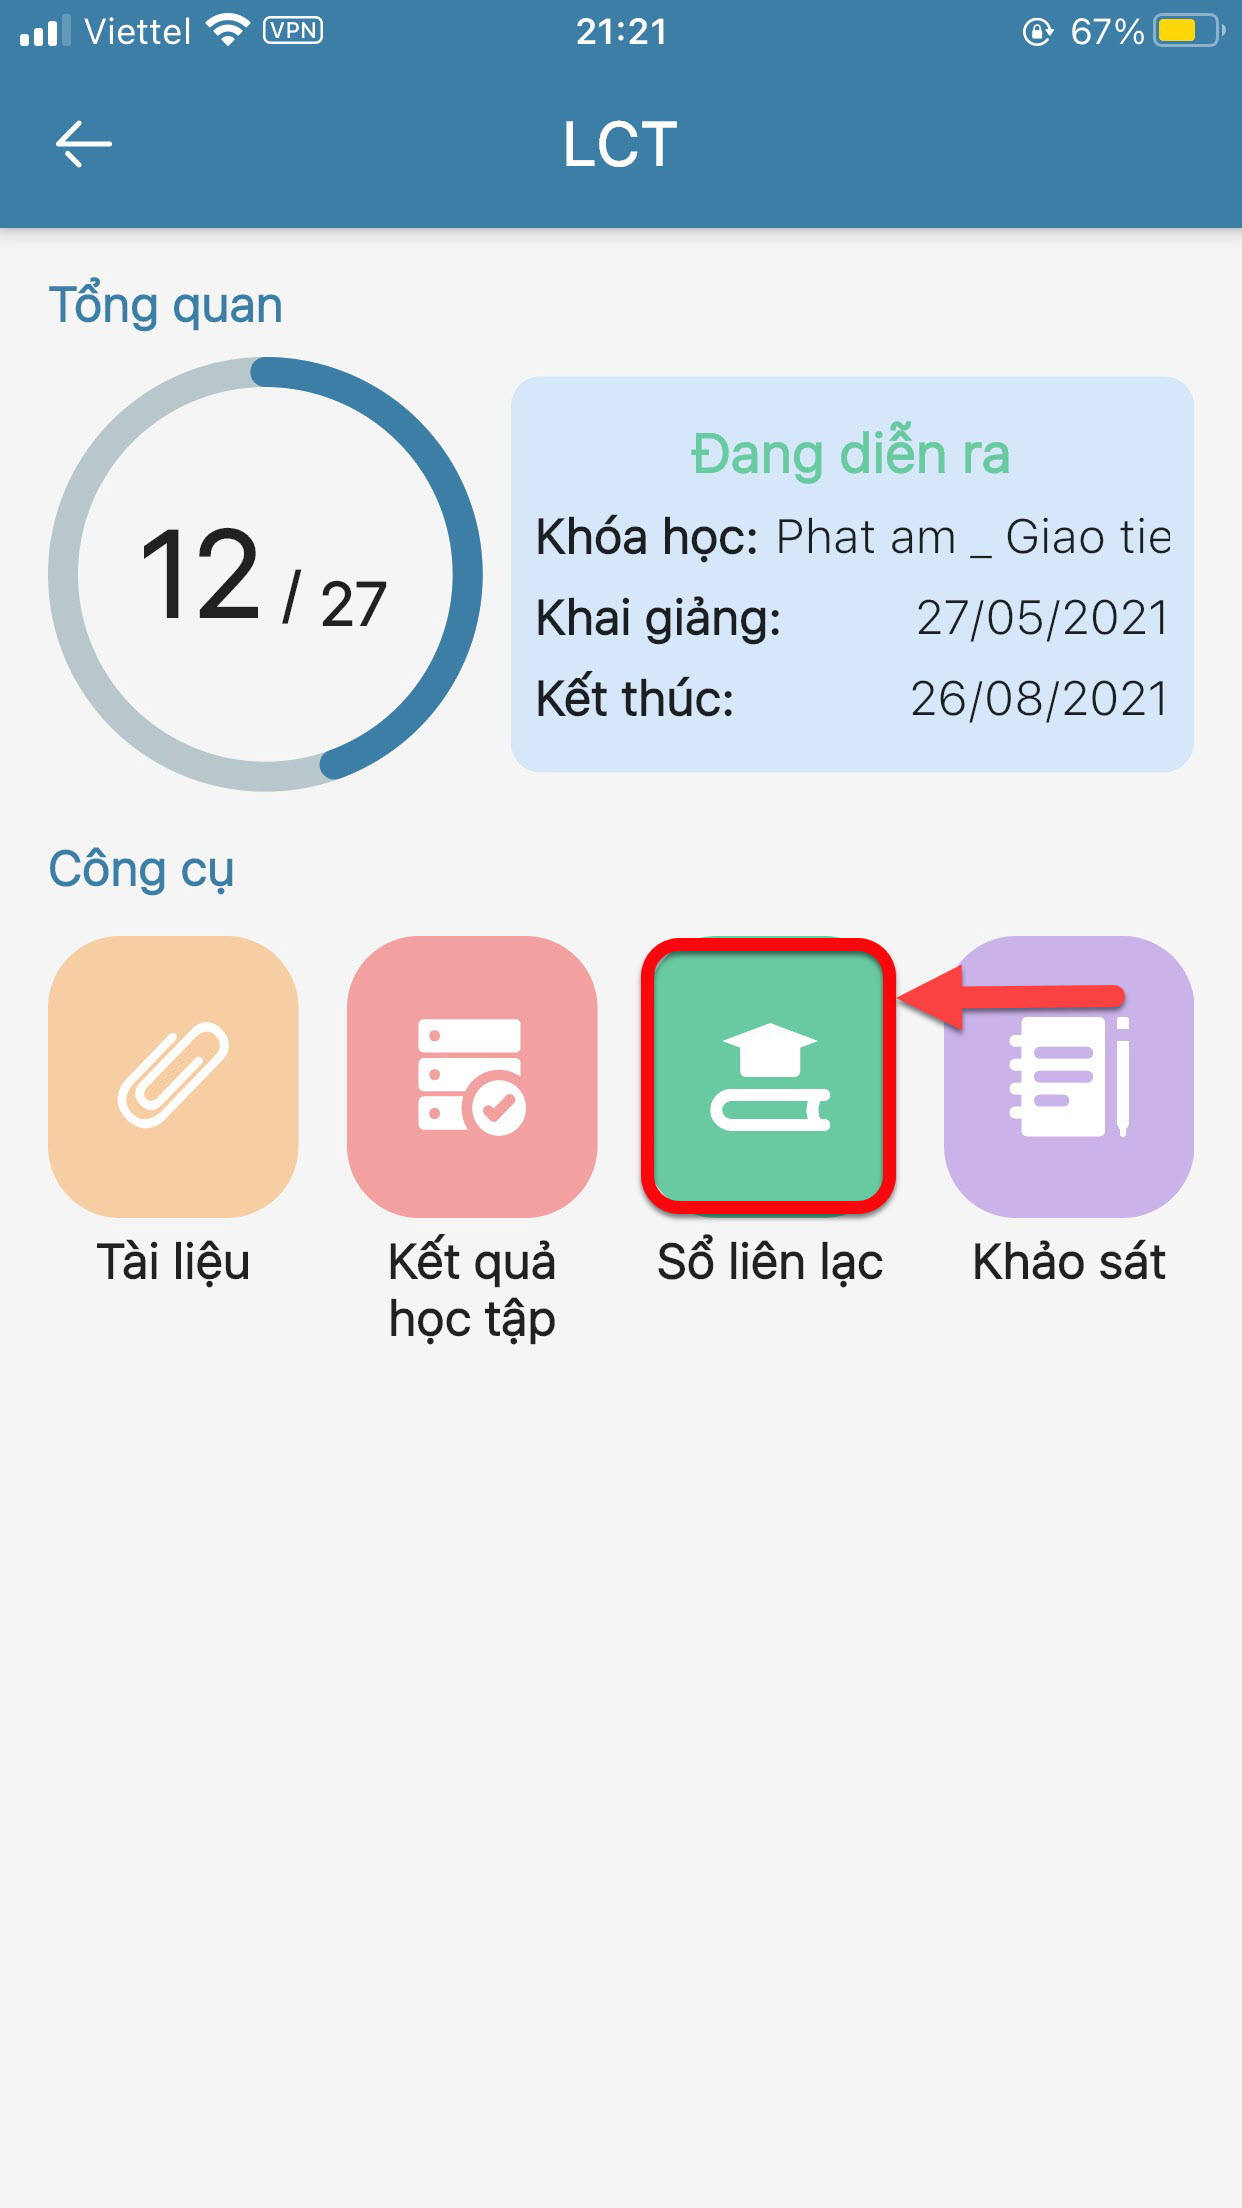 Viettel VPN 21:21 67%
LCT
Tổng quan
12 / 27
Đang diễn ra
Khóa học: Phat am _ Giao tie
Khai giảng: 27/05/2021
Kết thúc: 26/08/2021
Công cụ
Tài liệu
Kết quả
học tập
Sổ liên lạc
Khảo sát